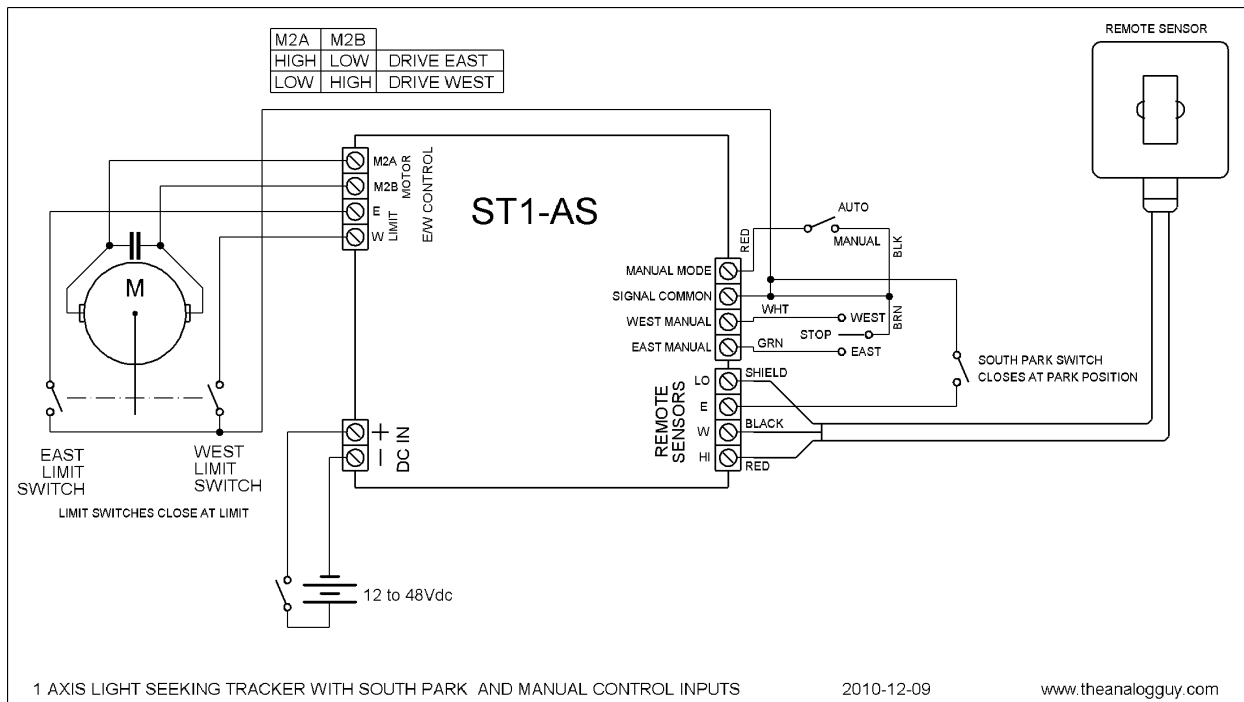 REMOTE SENSOR
M2A M2B
HIGH LOW DRIVE EAST
LOW HIGH DRIVE WEST
M2A
M2B
E
W
MOTOR
LIMIT
E/W CONTROL
ST1-AS
M
AUTO
MANUAL
RED
BLK
MANUAL MODE
SIGNAL COMMON
WEST MANUAL
EAST MANUAL
WHT
GRN
BRN
WEST
STOP
EAST
SOUTH PARK SWITCH
CLOSES AT PARK POSITION
LO
E
W
HI
REMOTE
SENSORS
SHIELD
BLACK
RED
+
–
DC IN
EAST
LIMIT
SWITCH
WEST
LIMIT
SWITCH
LIMIT SWITCHES CLOSE AT LIMIT
12 to 48Vdc
1 AXIS LIGHT SEEKING TRACKER WITH SOUTH PARK AND MANUAL CONTROL INPUTS
2010-12-09
www.theanalogguy.com